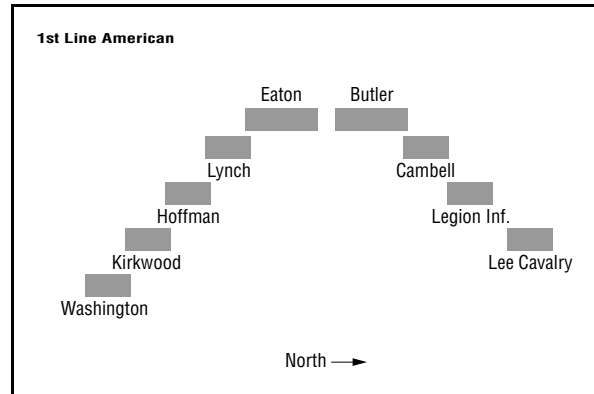 1st Line American
Eaton Butler
Lynch Cambell
Hoffman Legion Inf.
Kirkwood Lee Cavalry
Washington
North